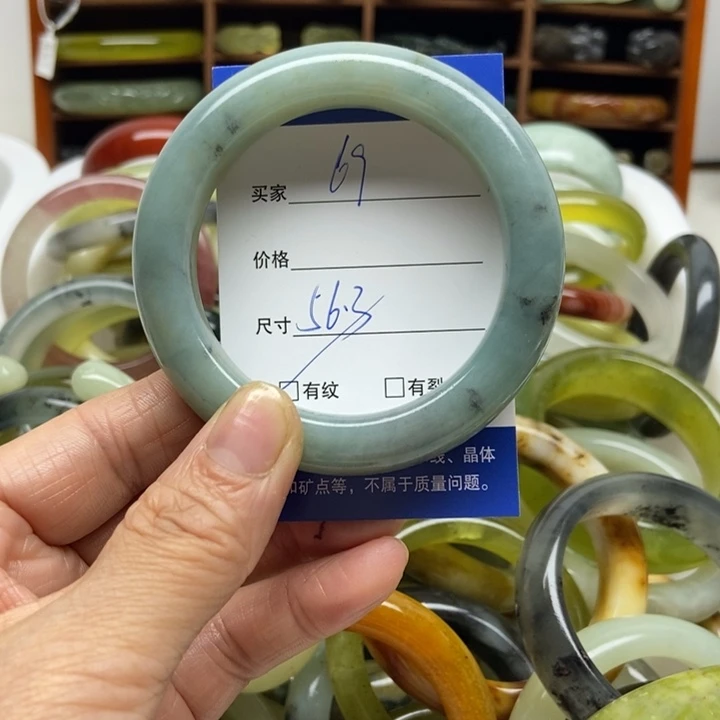 买家 69
价格
尺寸 56.3
□有纹 □有裂
线、晶体
和矿点等，不属于质量问题。